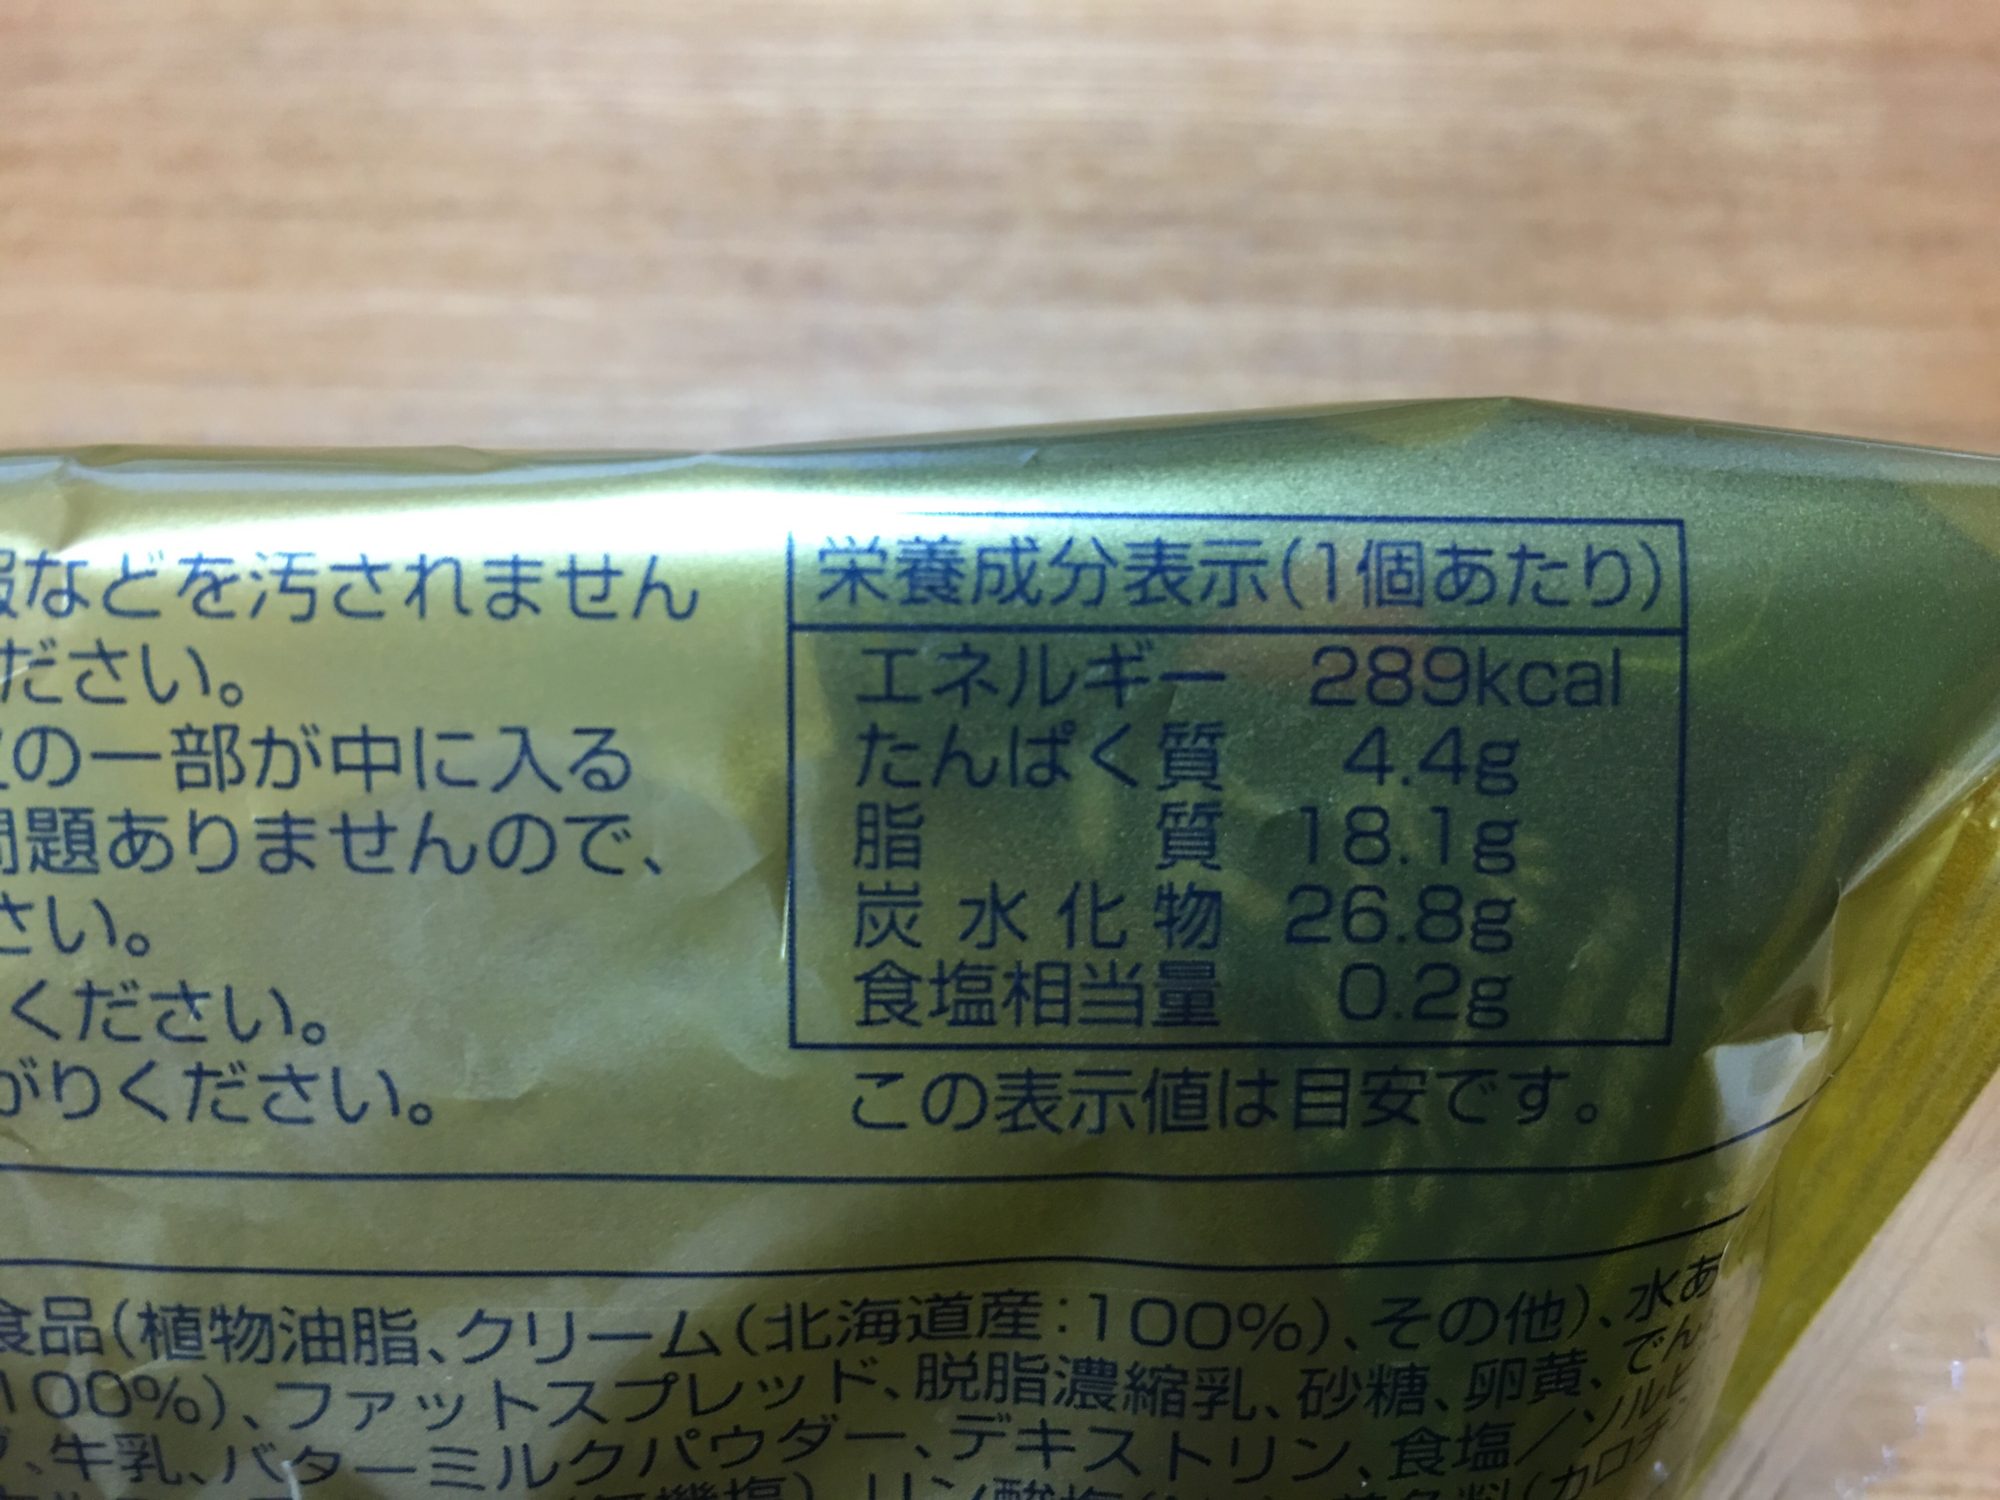 などを汚されません
ださい。
の一部が中に入る
問題ありませんので、
さい。
ください。
がりください。
栄養成分表示(1個あたり)
エネルギー 289kcal
たんぱく質 4.4g
脂質 18.1g
炭水化物 26.8g
食塩相当量 0.2g
この表示値は目安です。
食品(植物油脂、クリーム(北海道産:100%)、その他)、水あ
100%)、ファットスプレッド、脱脂濃縮乳、砂糖、卵黄、でん
、牛乳、バターミルクパウダー、デキストリン、食塩/ソルビ